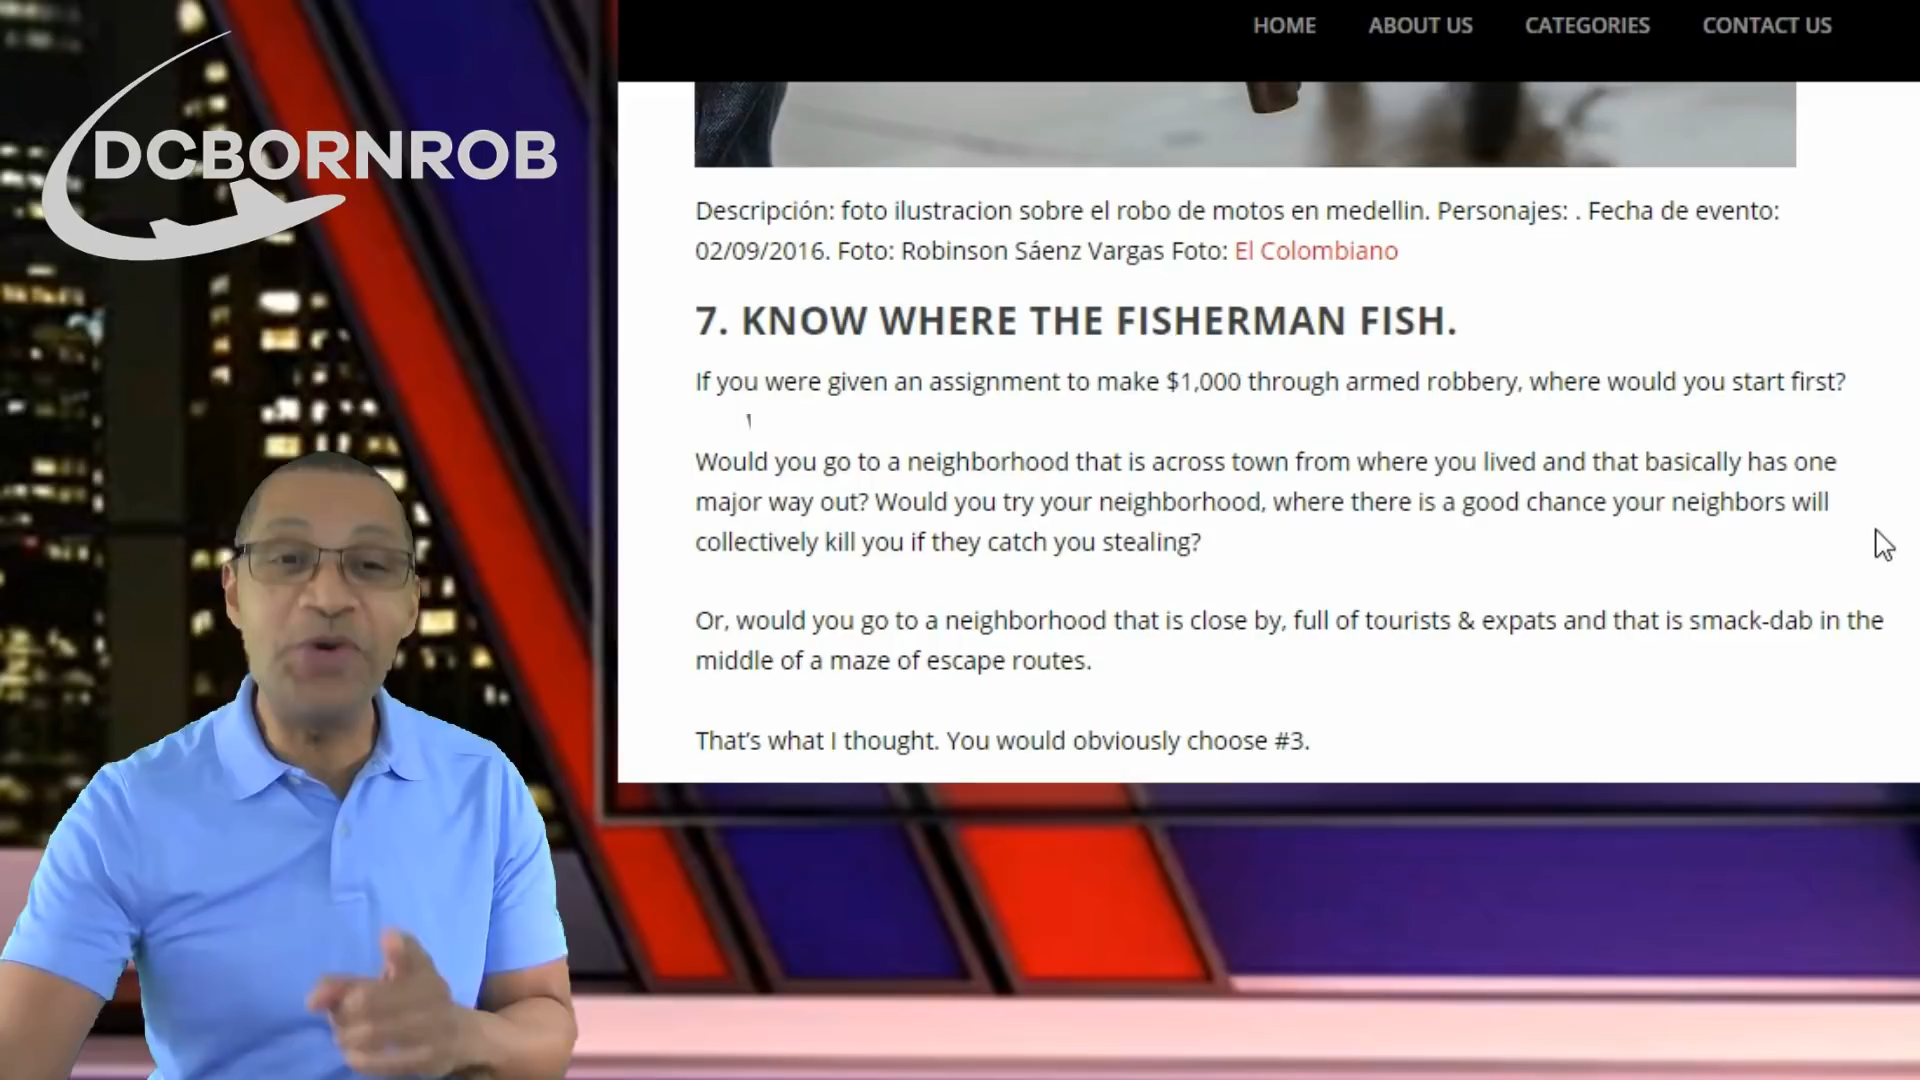 DCBORNROB
HOME ABOUT US CATEGORIES CONTACT US
Descripción: foto ilustracion sobre el robo de motos en medellin. Personajes: . Fecha de evento:
02/09/2016. Foto: Robinson Sáenz Vargas Foto: El Colombiano
7. KNOW WHERE THE FISHERMAN FISH.
If you were given an assignment to make $1,000 through armed robbery, where would you start first?
Would you go to a neighborhood that is across town from where you lived and that basically has one
major way out? Would you try your neighborhood, where there is a good chance your neighbors will
collectively kill you if they catch you stealing?
Or, would you go to a neighborhood that is close by, full of tourists & expats and that is smack-dab in the
middle of a maze of escape routes.
That’s what I thought. You would obviously choose #3.